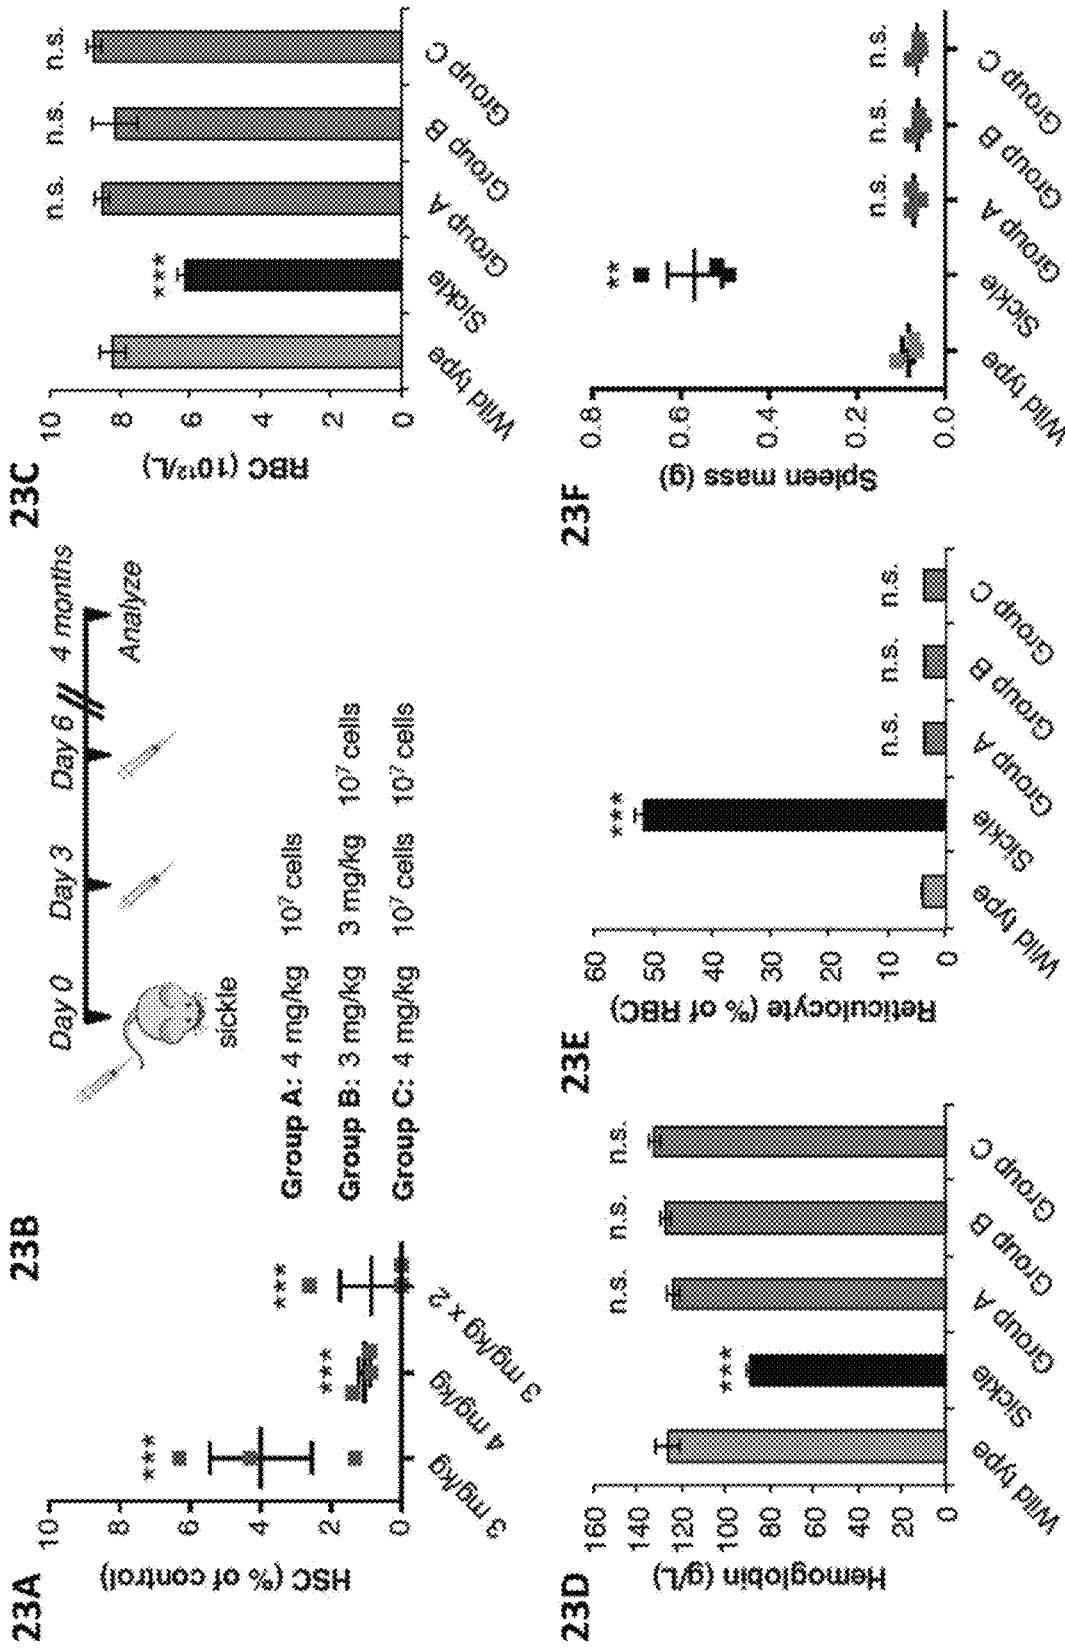 23A
HSC (% of control)
10
8
6
4
2
0
***
***
***
3 mg/kg
4 mg/kg
3 mg/kg x 2
23B
Day 0 Day 3 Day 6 4 months
Analyze
sickle
Group A: 4 mg/kg 10⁷ cells
Group B: 3 mg/kg 3 mg/kg 10⁷ cells
Group C: 4 mg/kg 10⁷ cells 10⁷ cells
23C
RBC (10¹²/L)
10
8
6
4
2
0
***
n.s.
n.s.
n.s.
Wild type
Sickle
Group A
Group B
Group C
23D
Hemoglobin (g/L)
160
140
120
100
80
60
40
20
0
***
n.s.
n.s.
n.s.
Wild type
Sickle
Group A
Group B
Group C
23E
Reticulocyte (% of RBC)
60
50
40
30
20
10
0
***
n.s.
n.s.
n.s.
Wild type
Sickle
Group A
Group B
Group C
23F
Spleen mass (g)
0.8
0.6
0.4
0.2
0.0
**
n.s.
n.s.
n.s.
Wild type
Sickle
Group A
Group B
Group C